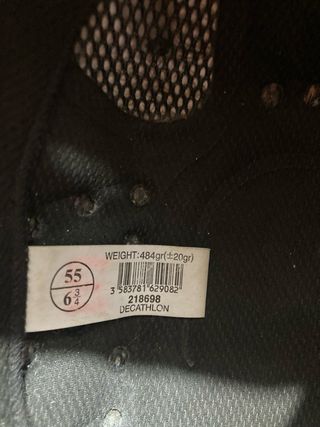 55
6 3/4
WEIGHT:484gr(±20gr)
3 583781 629082
218698
DECATHLON